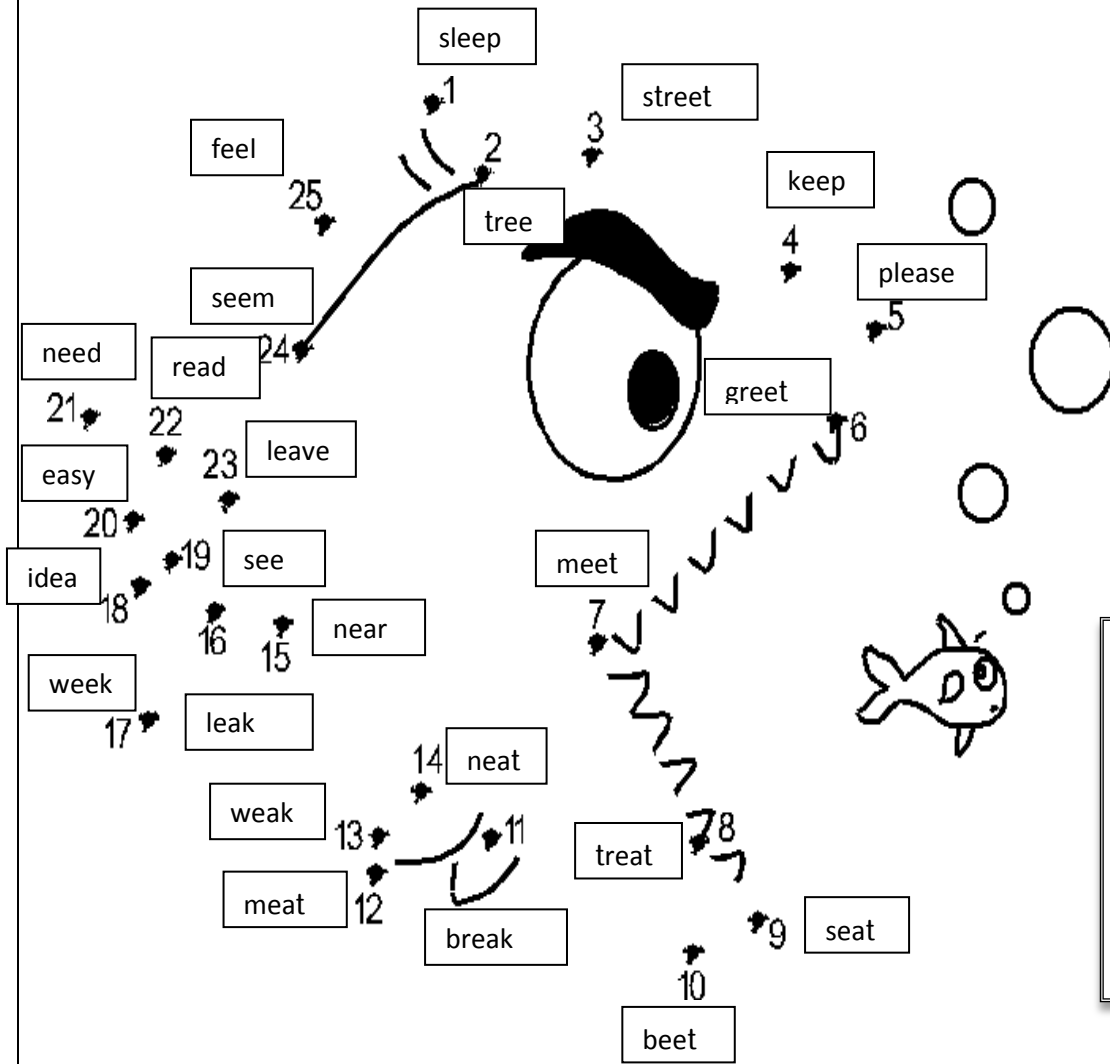 sleep
1
street
3
feel
2
keep
25
tree
4
please
seem
5
need
read
24
greet
21
22
6
leave
easy
23
20
meet
19
see
idea
18
7
16
near
15
week
leak
17
14
neat
weak
13
11
8
treat
meat
12
9
seat
break
10
beet